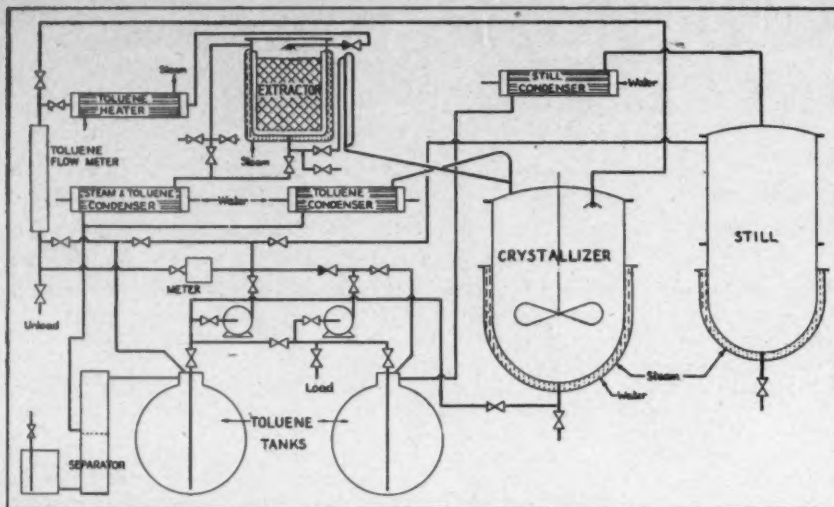 Steam
TOLUENE
HEATER
EXTRACTOR
STILL
CONDENSER
Water
TOLUENE
FLOW METER
Steam
STEAM & TOLUENE
CONDENSER
Water
TOLUENE
CONDENSER
CRYSTALLIZER
STILL
METER
Unload
Load
Steam
Water
TOLUENE
TANKS
SEPARATOR